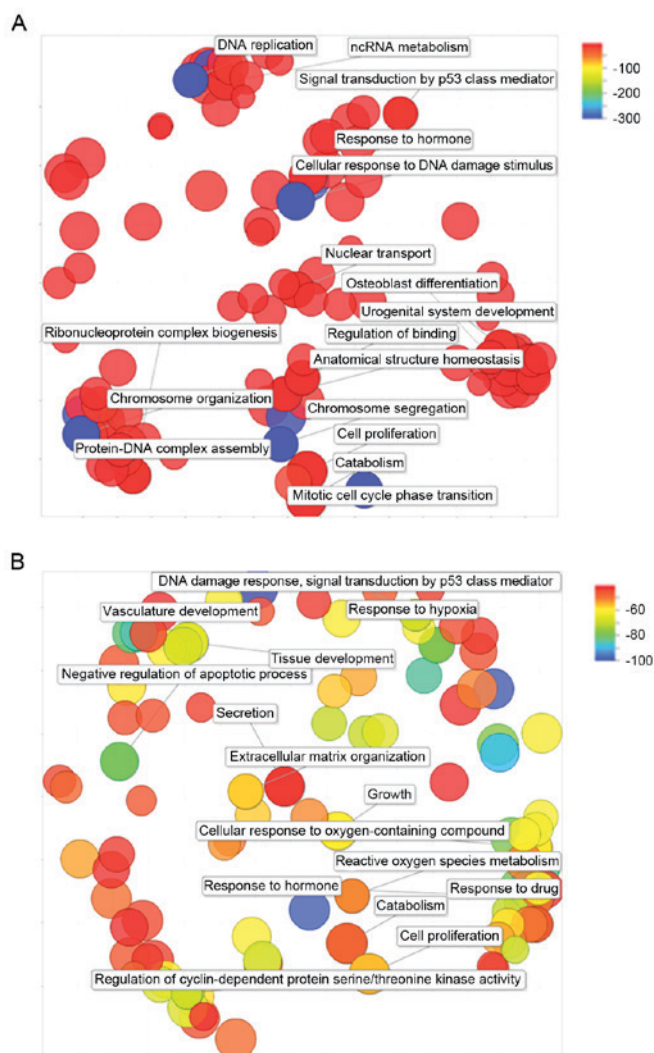 A
DNA replication
ncRNA metabolism
Signal transduction by p53 class mediator
-100
-200
-300
Response to hormone
Cellular response to DNA damage stimulus
Nuclear transport
Osteoblast differentiation
Urogenital system development
Ribonucleoprotein complex biogenesis
Regulation of binding
Anatomical structure homeostasis
Chromosome organization
Chromosome segregation
Cell proliferation
Protein-DNA complex assembly
Catabolism
Mitotic cell cycle phase transition
B
DNA damage response, signal transduction by p53 class mediator
-60
-80
-100
Vasculature development
Response to hypoxia
Tissue development
Negative regulation of apoptotic process
Secretion
Extracellular matrix organization
Growth
Cellular response to oxygen-containing compound
Reactive oxygen species metabolism
Response to hormone
Response to drug
Catabolism
Cell proliferation
Regulation of cyclin-dependent protein serine/threonine kinase activity